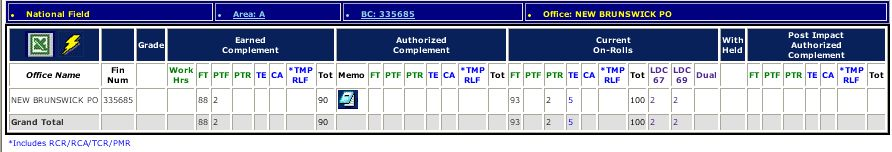 • National Field • Area: A • BC: 335685 • Office: NEW BRUNSWICK PO
Grade Earned Complement Authorized Complement Current On-Rolls With Held Post Impact Authorized Complement
Office Name Fin Num Work Hrs FT PTF PTR TE CA *TMP RLF Tot Memo FT PTF PTR TE CA *TMP RLF Tot FT PTF PTR TE CA *TMP RLF Tot LDC 67 LDC 69 Dual FT PTF PTR TE CA *TMP RLF Tot
NEW BRUNSWICK PO 335685 88 2 90 93 2 5 100 2 2
Grand Total 88 2 90 93 2 5 100 2 2
*Includes RCR/RCA/TCR/PMR